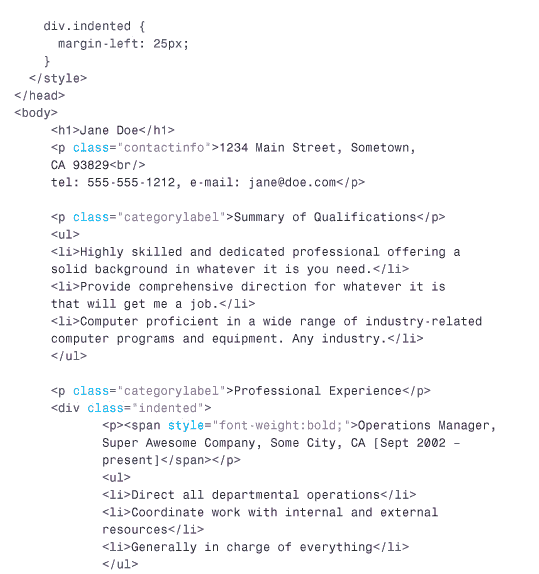 div.indented {
margin-left: 25px;
}
</style>
</head>
<body>
<h1>Jane Doe</h1>
<p class="contactinfo">1234 Main Street, Sometown,
CA 93829<br/>
tel: 555-555-1212, e-mail: jane@doe.com</p>
<p class="categorylabel">Summary of Qualifications</p>
<ul>
<li>Highly skilled and dedicated professional offering a
solid background in whatever it is you need.</li>
<li>Provide comprehensive direction for whatever it is
that will get me a job.</li>
<li>Computer proficient in a wide range of industry-related
computer programs and equipment. Any industry.</li>
</ul>
<p class="categorylabel">Professional Experience</p>
<div class="indented">
<p><span style="font-weight:bold;">Operations Manager,
Super Awesome Company, Some City, CA [Sept 2002 –
present]</span></p>
<ul>
<li>Direct all departmental operations</li>
<li>Coordinate work with internal and external
resources</li>
<li>Generally in charge of everything</li>
</ul>